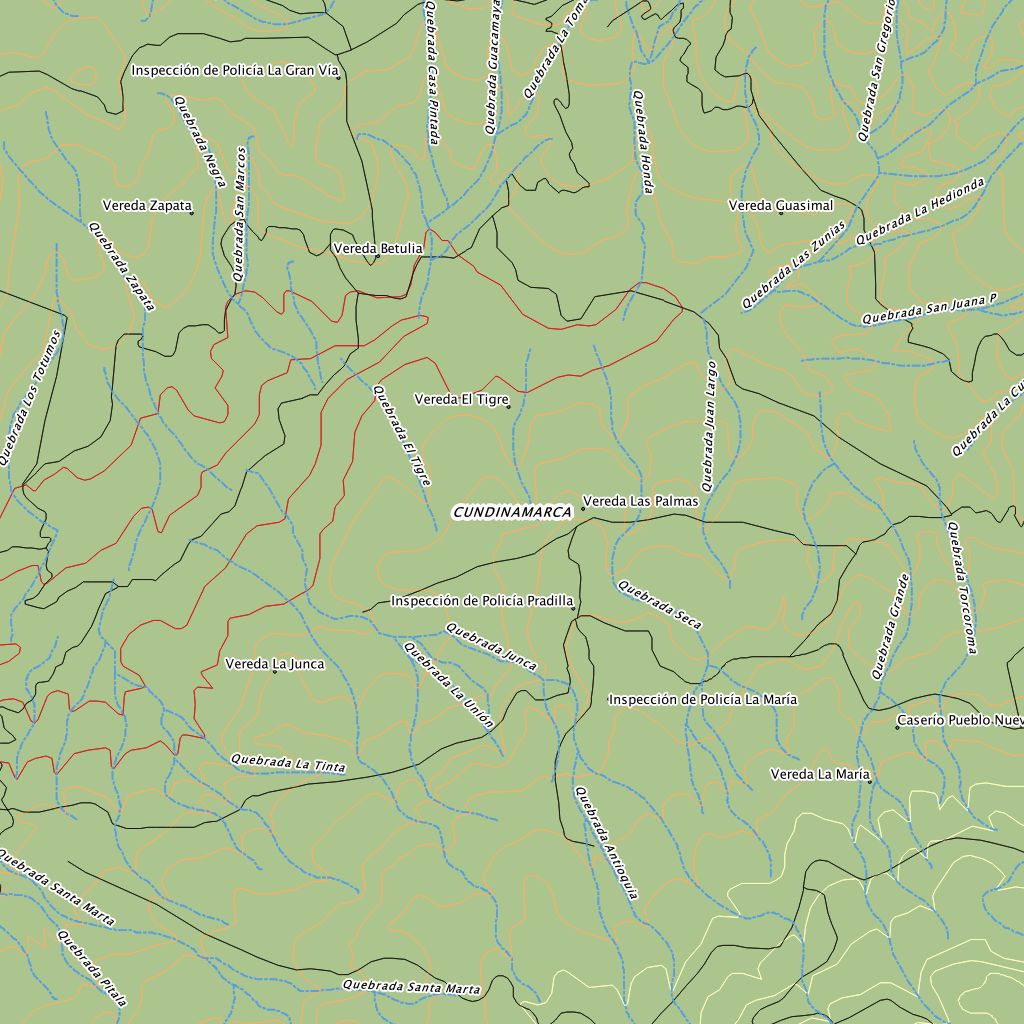 Quebrada Casa Pintada
Quebrada Guacamaya
Quebrada La Toma
Quebrada San Gregorio
Inspección de Policía La Gran Vía
Quebrada Negra
Quebrada Honda
Quebrada San Marcos
Vereda Zapata
Vereda Guasimal
Quebrada La Hedionda
Quebrada Zapata
Vereda Betulia
Quebrada Las Zunias
Quebrada San Juana P
Quebrada Los Totumos
Quebrada El Tigre
Vereda El Tigre
Quebrada Juan Largo
Quebrada La Cu
CUNDINAMARCA
Vereda Las Palmas
Quebrada Torcoroma
Quebrada Grande
Quebrada Seca
Inspección de Policía Pradilla
Quebrada Junca
Quebrada La Unión
Vereda La Junca
Inspección de Policía La María
Caserío Pueblo Nuev
Quebrada La Tinta
Vereda La María
Quebrada Antioquia
Quebrada Santa Marta
Quebrada Pitala
Quebrada Santa Marta